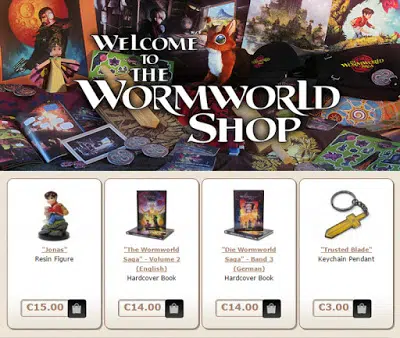 WELCOME
TO
THE
WORMWORLD
SHOP
"Jonas"
Resin Figure
€15.00
"The Wormworld
Saga" - Volume 2
(English)
Hardcover Book
€14.00
"Die Wormworld
Saga" - Band 3
(German)
Hardcover Book
€14.00
"Trusted Blade"
Keychain Pendant
€3.00